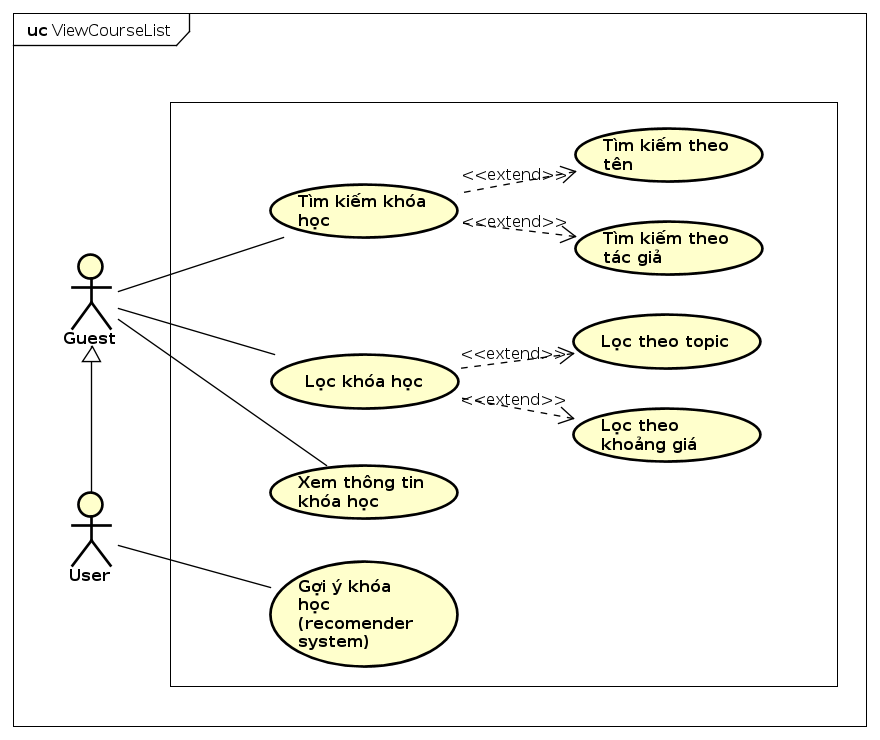 uc ViewCourseList
<<extend>>
Tìm kiếm theo
tên
Tìm kiếm khóa
học
<<extend>>
Tìm kiếm theo
tác giả
Guest
<<extend>>
Lọc theo topic
Lọc khóa học
<<extend>>
Lọc theo
khoảng giá
Xem thông tin
khóa học
User
Gợi ý khóa
học
(recomender
system)